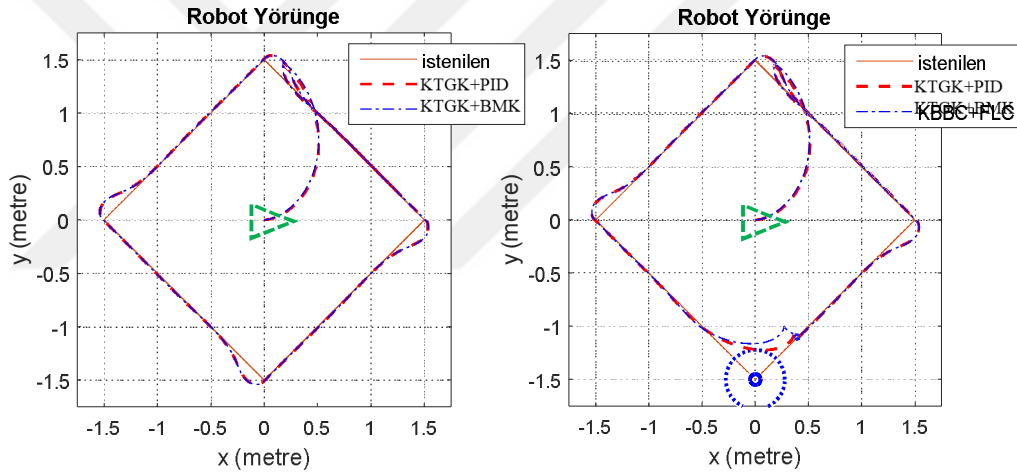 Robot Yörünge
istenilen
KTGK+PID
KTGK+BMK
1.5
1
0.5
0
-0.5
-1
-1.5
y (metre)
-1.5
-1
-0.5
0
0.5
1
1.5
x (metre)
Robot Yörünge
istenilen
KTGK+PID
KTGK+BMK
KBBC+FLC
1.5
1
0.5
0
-0.5
-1
-1.5
y (metre)
-1.5
-1
-0.5
0
0.5
1
1.5
x (metre)